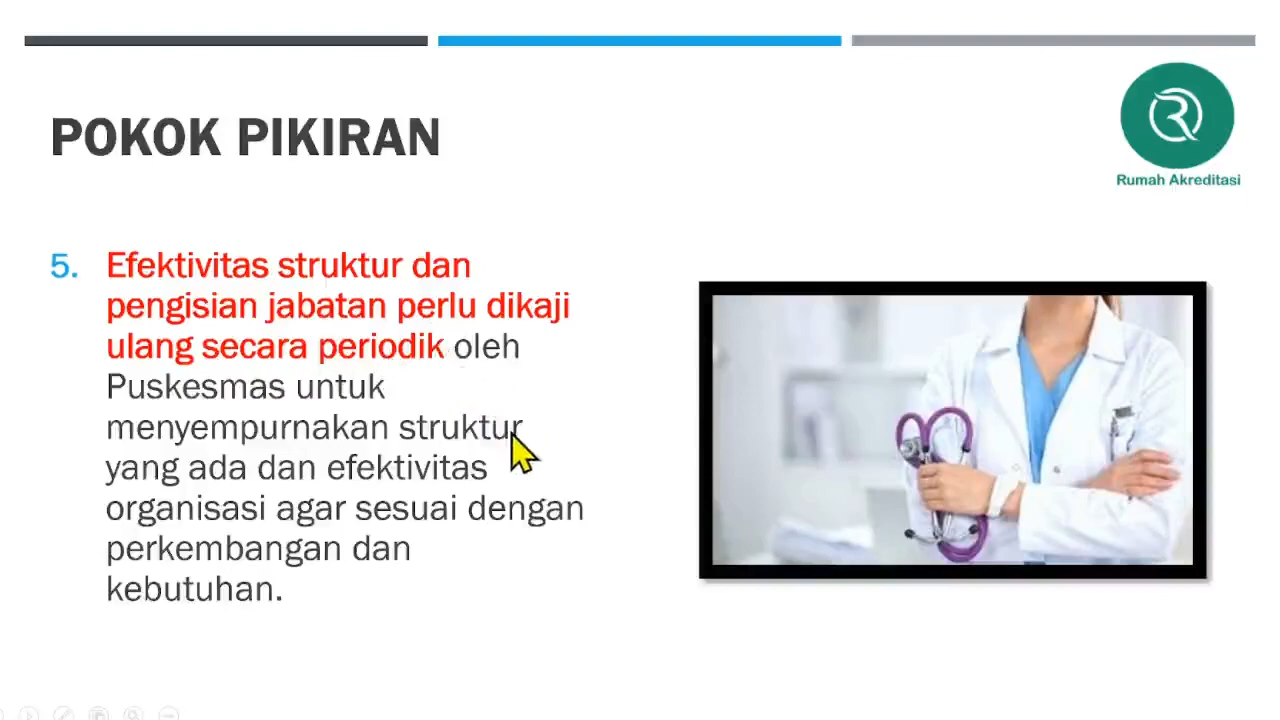 POKOK PIKIRAN
Rumah Akreditasi
5. Efektivitas struktur dan
pengisian jabatan perlu dikaji
ulang secara periodik oleh
Puskesmas untuk
menyempurnakan struktur
yang ada dan efektivitas
organisasi agar sesuai dengan
perkembangan dan
kebutuhan.